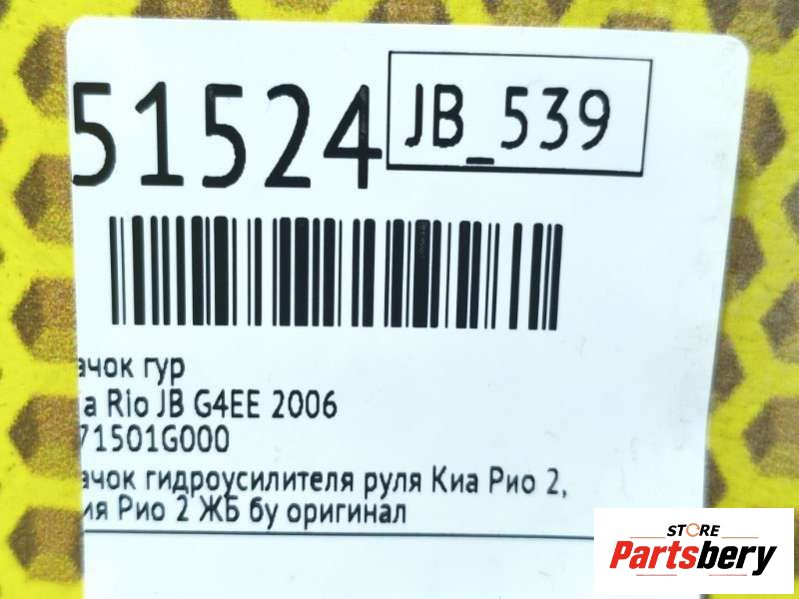 51524 JB_539
ачок гур
a Rio JB G4EE 2006
71501G000
ачок гидроусилителя руля Киа Рио 2,
ия Рио 2 ЖБ бу оригинал
STORE
Partsbery